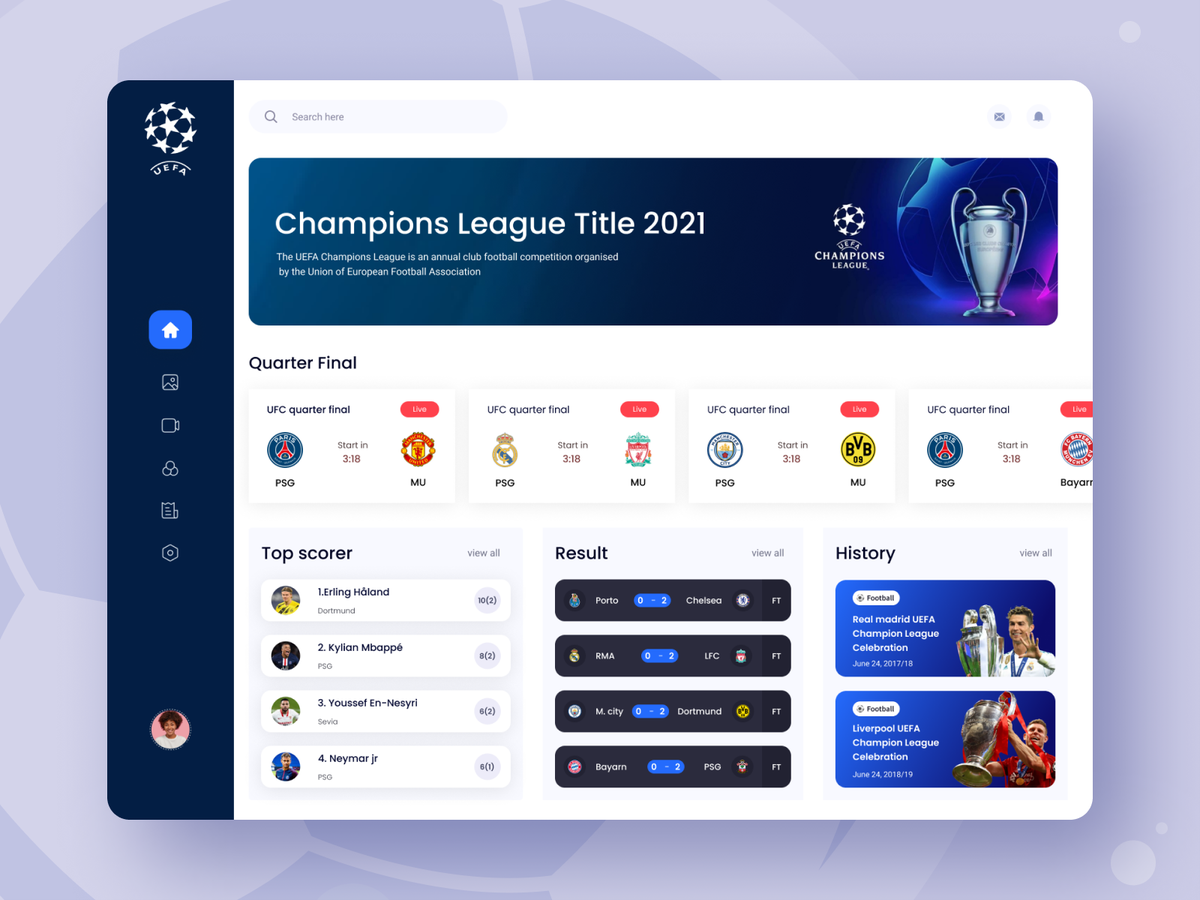 UEFA
Search here
Champions League Title 2021
The UEFA Champions League is an annual club football competition organised
by the Union of European Football Association
UEFA
CHAMPIONS
LEAGUE
Quarter Final
UFC quarter final Live
PARIS
Start in
3:18
PSG MU
UFC quarter final Live
Start in
3:18
PSG MU
UFC quarter final Live
Start in
3:18
BVB
09
PSG MU
UFC quarter final Live
PARIS
Start in
3:18
PSG Bayarn
Top scorer view all
1.Erling Håland
Dortmund
10(2)
2. Kylian Mbappé
PSG
8(2)
3. Youssef En-Nesyri
Sevia
6(2)
4. Neymar jr
PSG
6(1)
Result view all
Porto 0 - 2 Chelsea FT
RMA 0 - 2 LFC FT
M. city 0 - 2 Dortmund FT
Bayarn 0 - 2 PSG FT
History view all
Football
Real madrid UEFA
Champion League
Celebration
June 24, 2017/18
Football
Liverpool UEFA
Champion League
Celebration
June 24, 2018/19